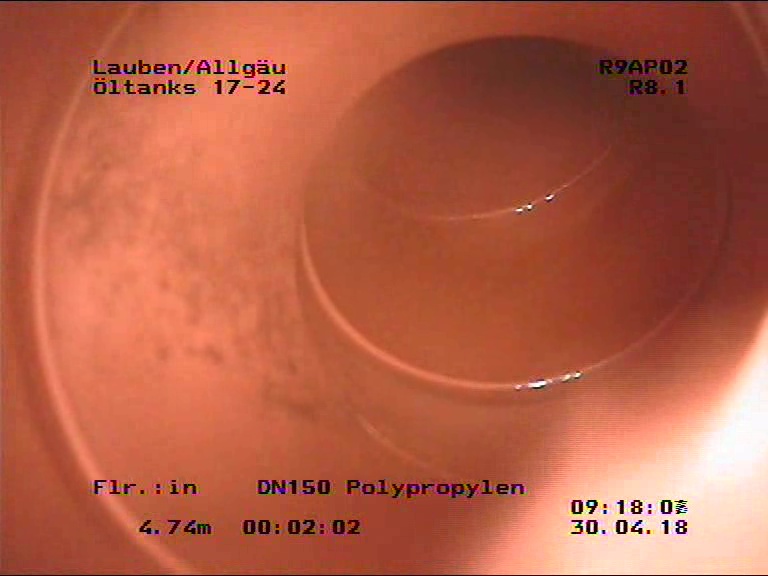 Lauben/Allgäu
Öltanks 17-24
R9AP02
R8.1
Flr.:in DN150 Polypropylen
4.74m 00:02:02
30.04.18